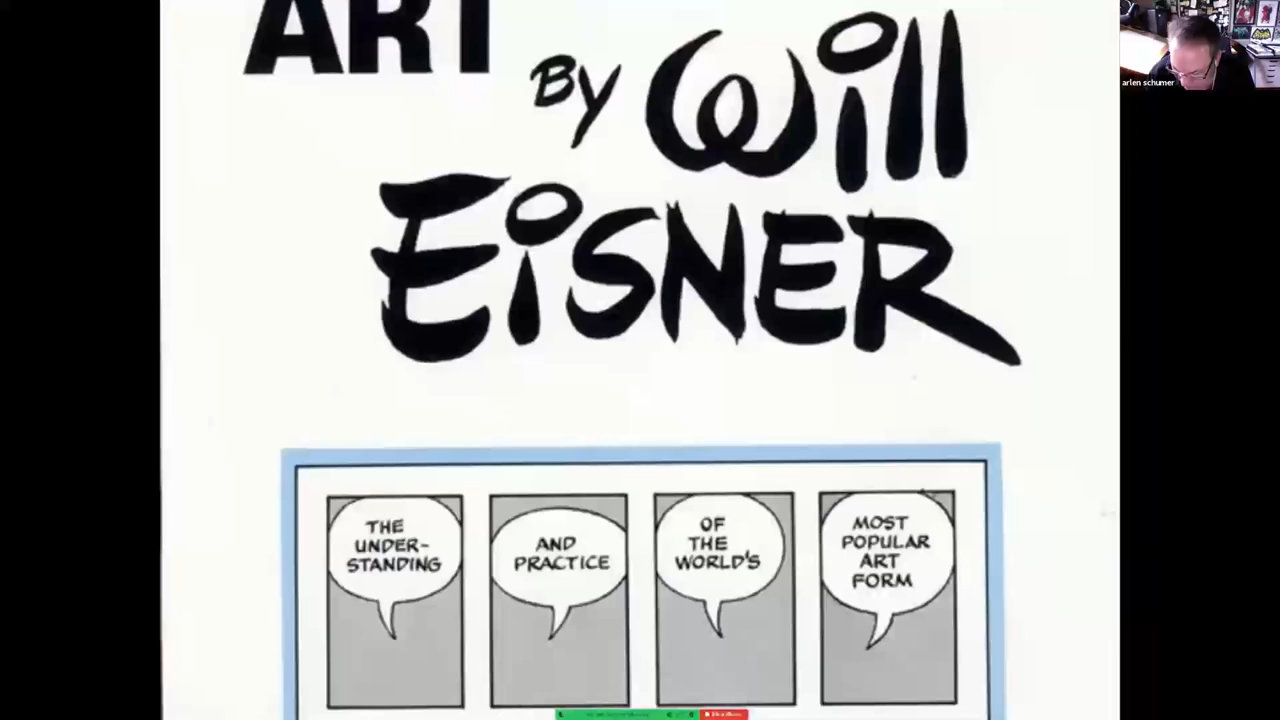 ART
By Will
EiSNER
THE
UNDER-
STANDING
AND
PRACTICE
OF
THE
WORLD'S
MOST
POPULAR
ART
FORM
arlen schumer